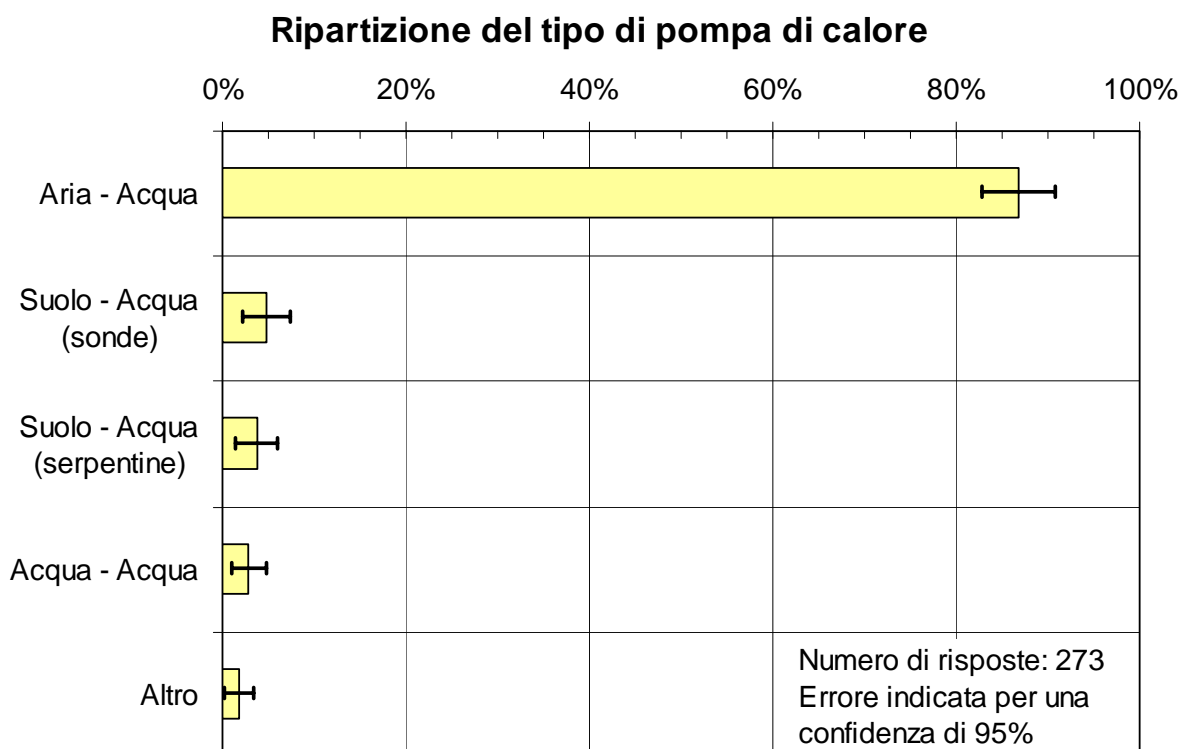 Ripartizione del tipo di pompa di calore
0% 20% 40% 60% 80% 100%
Aria - Acqua
Suolo - Acqua
(sonde)
Suolo - Acqua
(serpentine)
Acqua - Acqua
Altro
Numero di risposte: 273
Errore indicata per una
confidenza di 95%